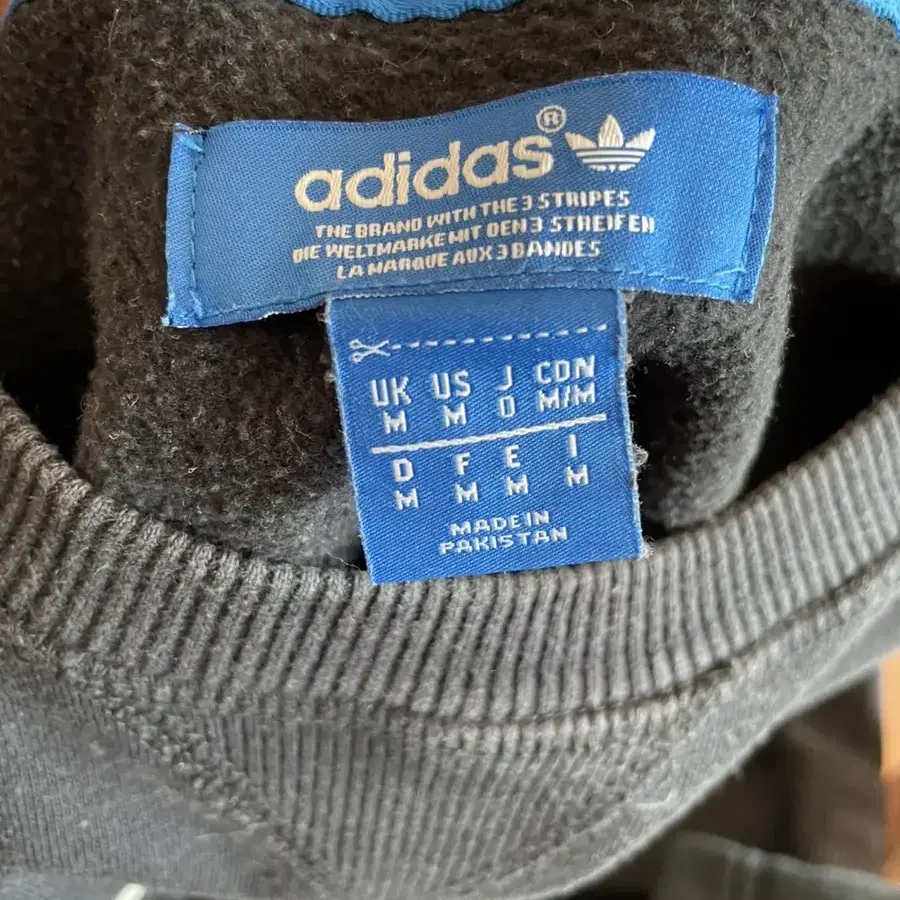 adidas®
THE BRAND WITH THE 3 STRIPES
DIE WELTMARKE MIT DEN 3 STREIFEN
LA MARQUE AUX 3 BANDES
UK US J CDN
M M O M/M
D F E I
M M M M
MADE IN
PAKISTAN